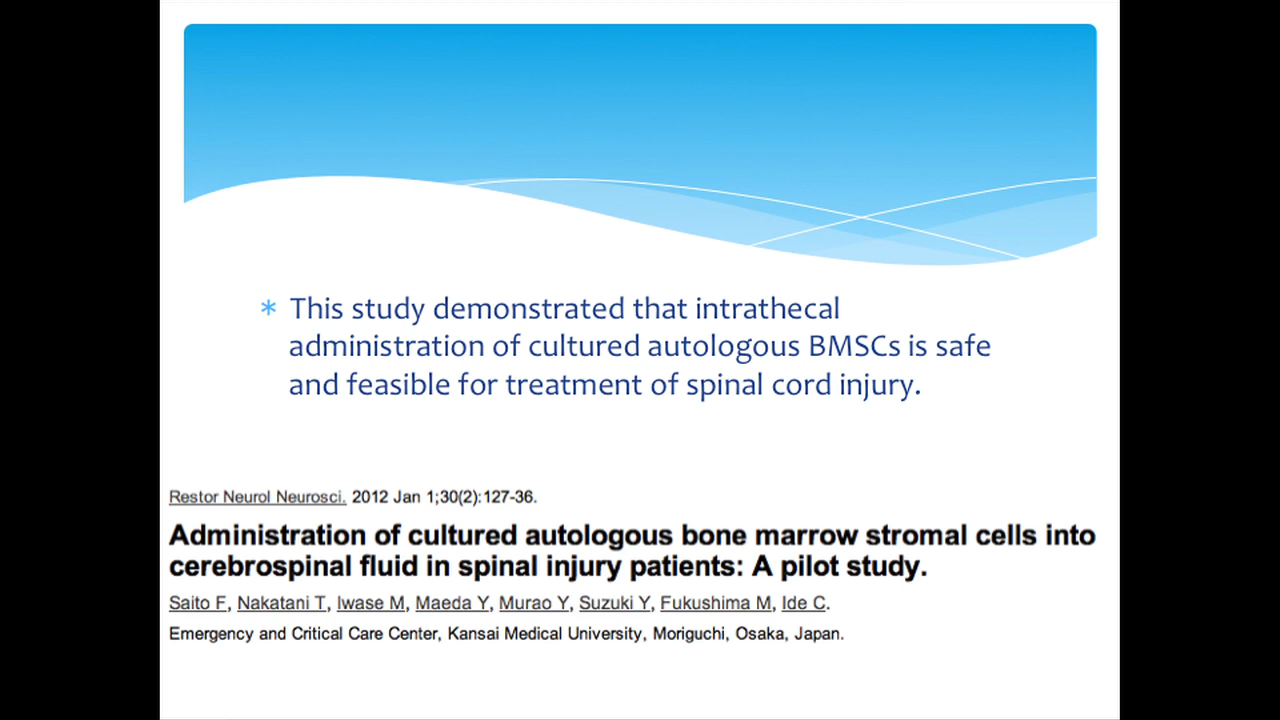 * This study demonstrated that intrathecal
administration of cultured autologous BMSCs is safe
and feasible for treatment of spinal cord injury.
Restor Neurol Neurosci. 2012 Jan 1;30(2):127-36.
Administration of cultured autologous bone marrow stromal cells into
cerebrospinal fluid in spinal injury patients: A pilot study.
Saito F, Nakatani T, Iwase M, Maeda Y, Murao Y, Suzuki Y, Fukushima M, Ide C.
Emergency and Critical Care Center, Kansai Medical University, Moriguchi, Osaka, Japan.